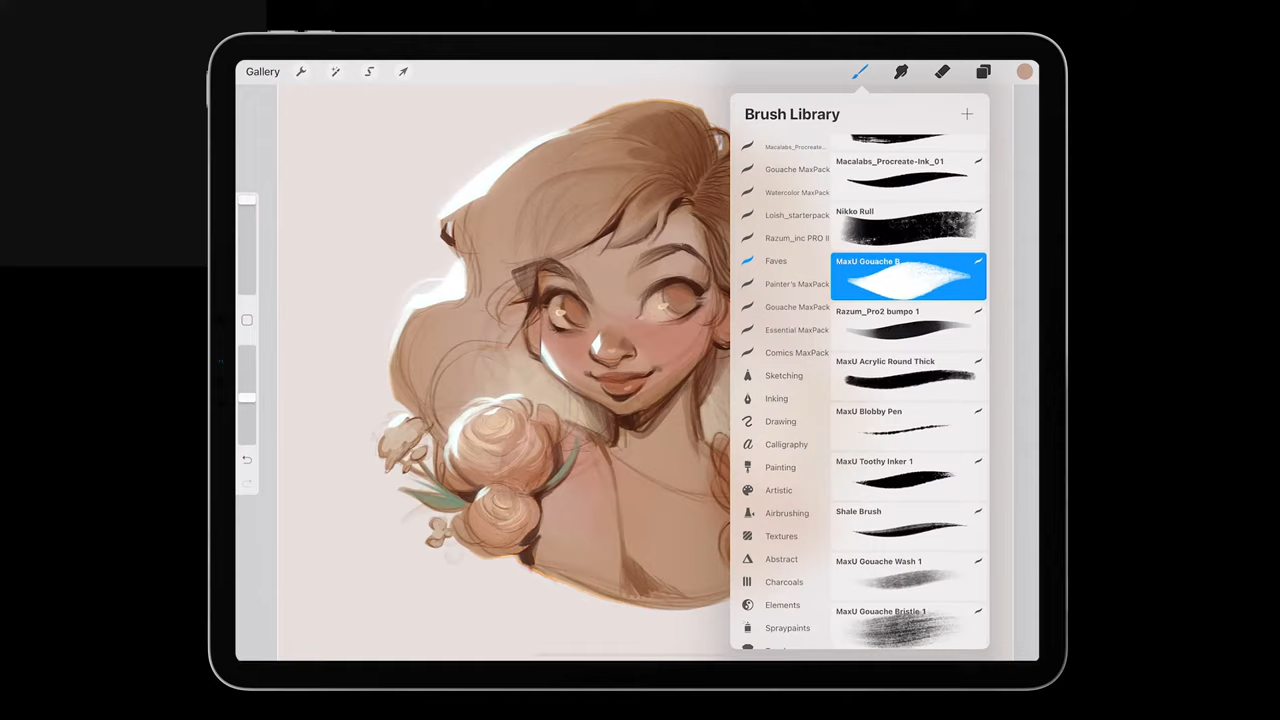 Gallery
Brush Library
Macalabs_Procreate...
Gouache MaxPack
Watercolor MaxPack
Loish_starterpack
Razum_inc PRO II
Faves
Painter's MaxPack
Gouache MaxPack
Essential MaxPack
Comics MaxPack
Sketching
Inking
Drawing
Calligraphy
Painting
Artistic
Airbrushing
Textures
Abstract
Charcoals
Elements
Spraypaints
Macalabs_Procreate-Ink_01
Nikko Rull
MaxU Gouache B
Razum_Pro2 bumpo 1
MaxU Acrylic Round Thick
MaxU Blobby Pen
MaxU Toothy Inker 1
Shale Brush
MaxU Gouache Wash 1
MaxU Gouache Bristle 1